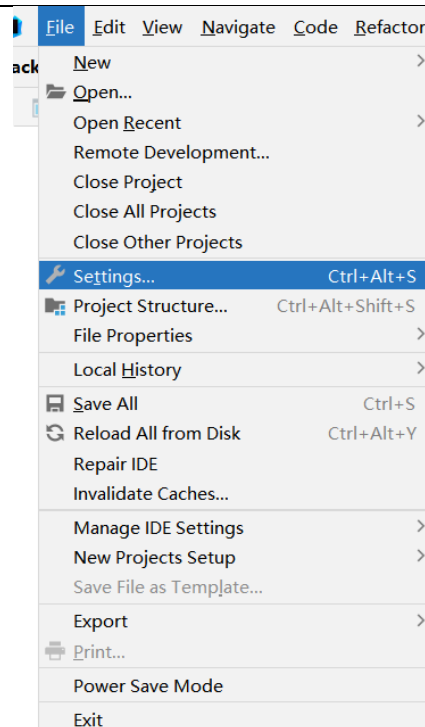 File Edit View Navigate Code Refactor
ack
New
Open...
Open Recent
Remote Development...
Close Project
Close All Projects
Close Other Projects
Settings... Ctrl+Alt+S
Project Structure... Ctrl+Alt+Shift+S
File Properties
Local History
Save All Ctrl+S
Reload All from Disk Ctrl+Alt+Y
Repair IDE
Invalidate Caches...
Manage IDE Settings
New Projects Setup
Save File as Template...
Export
Print...
Power Save Mode
Exit